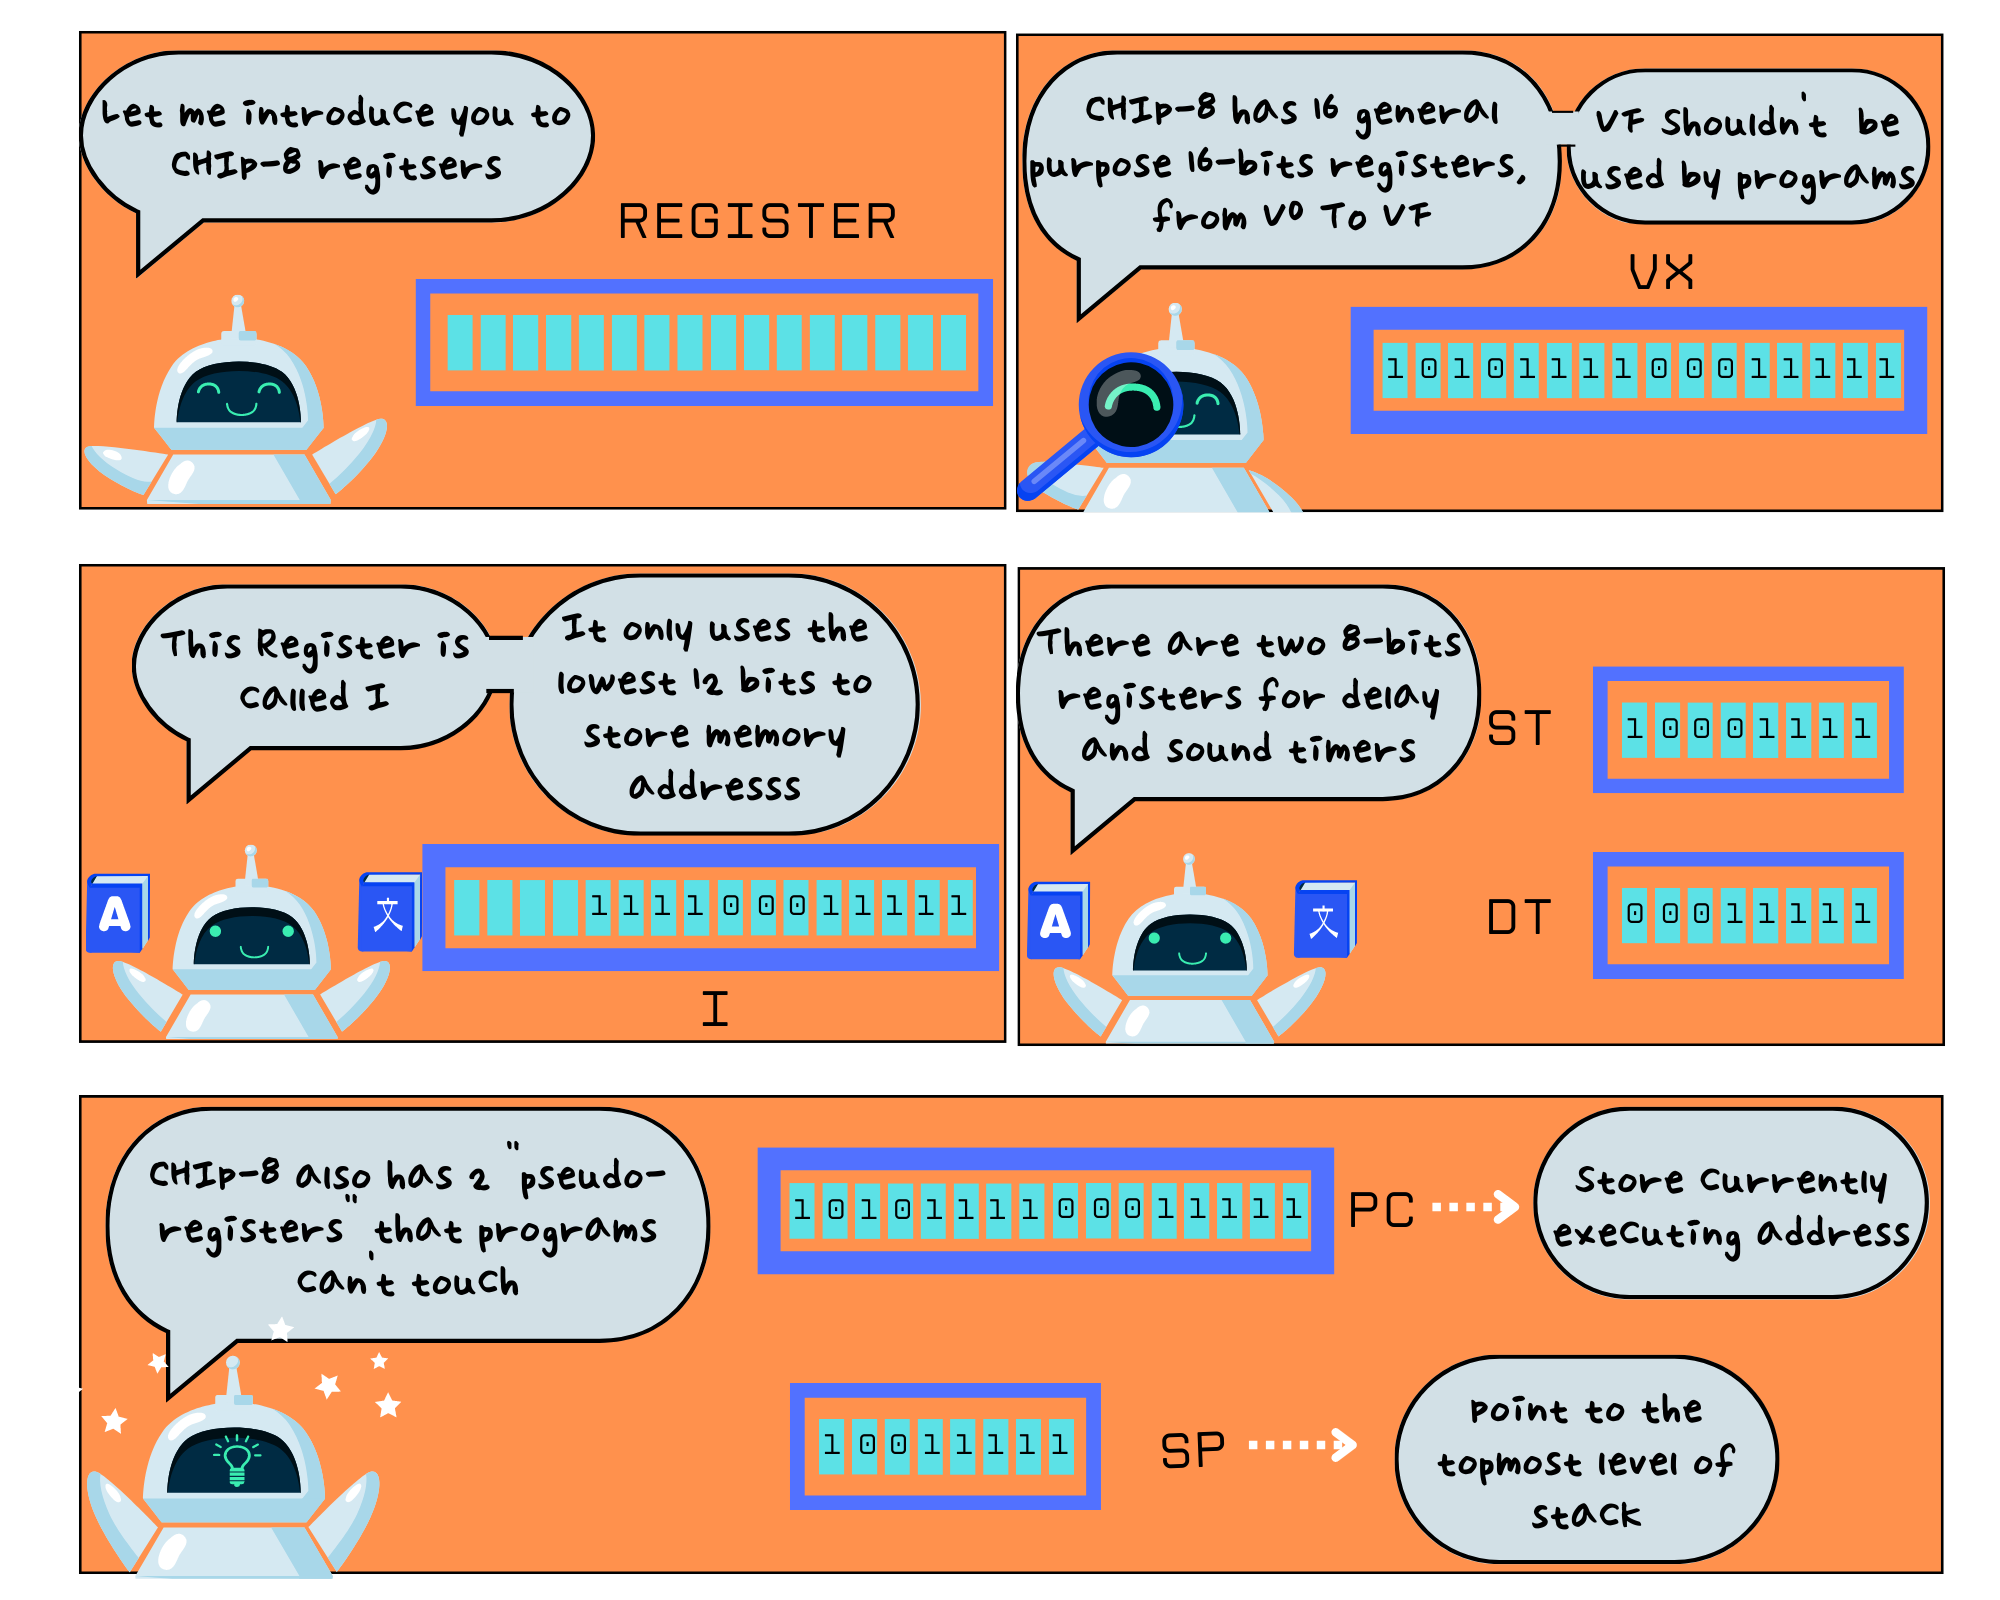 Let me introduce you to
CHIp-8 regitsers
REGISTER
CHIp-8 has 16 general
purpose 16-bits registers,
from V0 To VF
VF Shouldn't be
used by programs
VX
1 0 1 0 1 1 1 1 0 0 0 1 1 1 1 1
This Register is
called I
It only uses the
lowest 12 bits to
store memory
addresss
A
文
1 1 1 1 0 0 0 1 1 1 1 1
I
There are two 8-bits
registers for delay
and sound timers
ST
1 0 0 0 1 1 1 1
A
文
DT
0 0 0 1 1 1 1 1
CHIp-8 also has 2 "pseudo-
registers" that programs
can't touch
1 0 1 0 1 1 1 1 0 0 0 1 1 1 1 1
PC
Store Currently
executing address
1 0 0 1 1 1 1 1
SP
point to the
topmost level of
stack